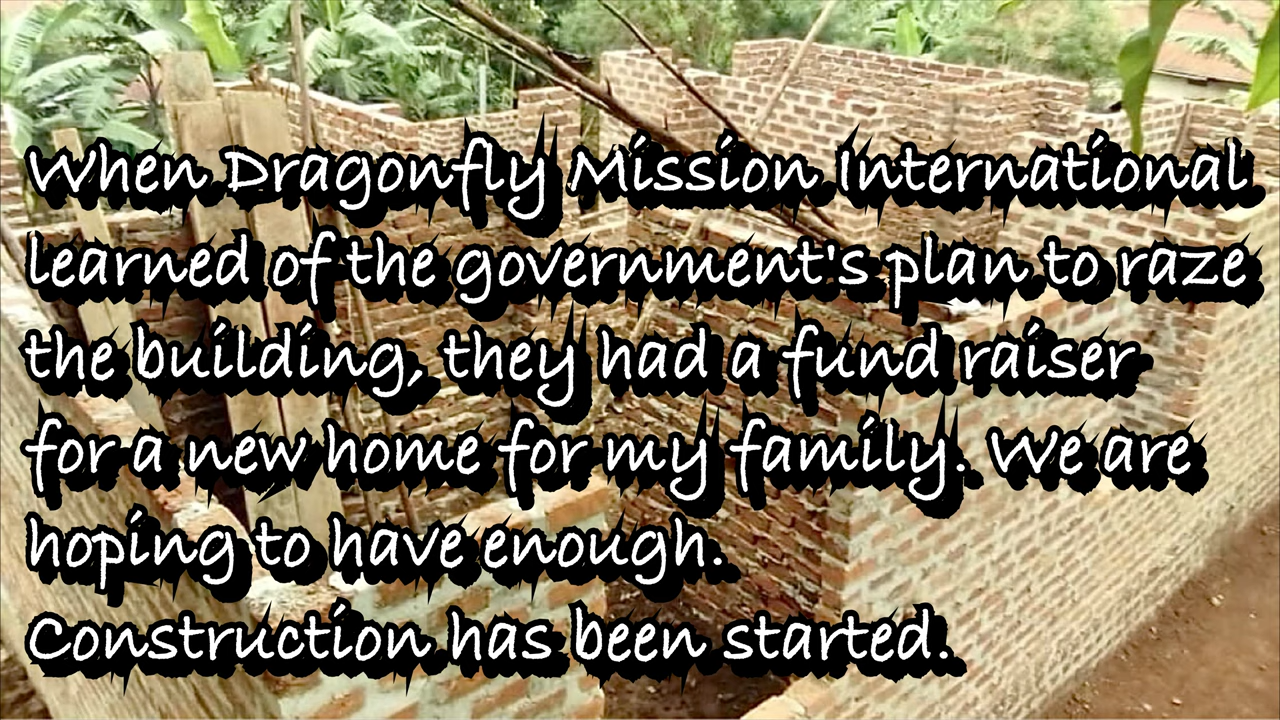 When Dragonfly Mission International
learned of the government's plan to raze
the building, they had a fund raiser
for a new home for my family. We are
hoping to have enough.
Construction has been started.